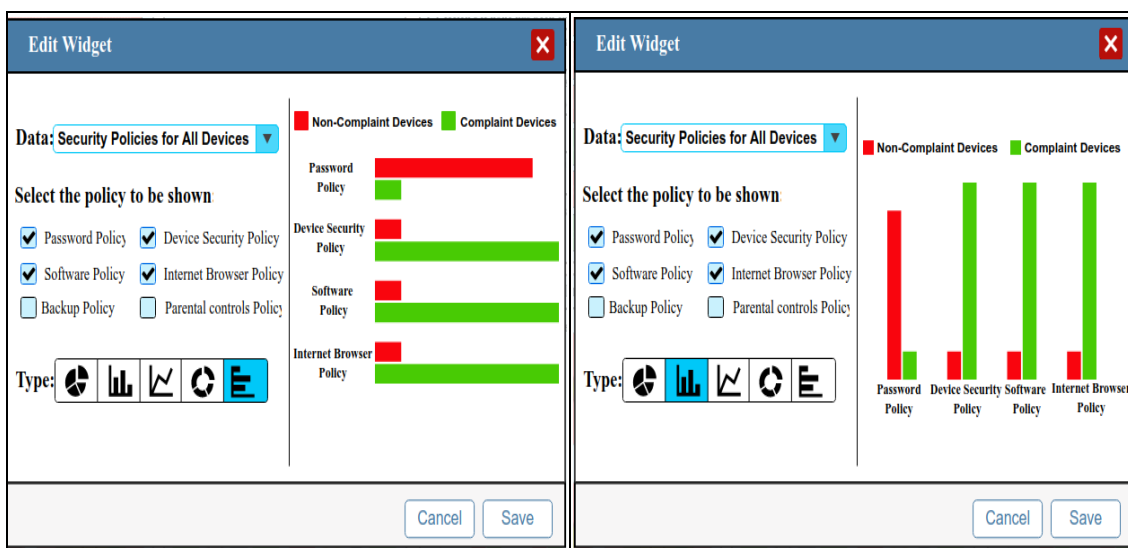 Edit Widget
X
Data: Security Policies for All Devices
Select the policy to be shown:
Password Policy Device Security Policy
Software Policy Internet Browser Policy
Backup Policy Parental controls Policy
Type:
Non-Complaint Devices Complaint Devices
Password
Policy
Device Security
Policy
Software
Policy
Internet Browser
Policy
Cancel Save
Edit Widget
X
Data: Security Policies for All Devices
Select the policy to be shown:
Password Policy Device Security Policy
Software Policy Internet Browser Policy
Backup Policy Parental controls Policy
Type:
Non-Complaint Devices Complaint Devices
Password Device Security Software Internet Browser
Policy Policy Policy Policy
Cancel Save